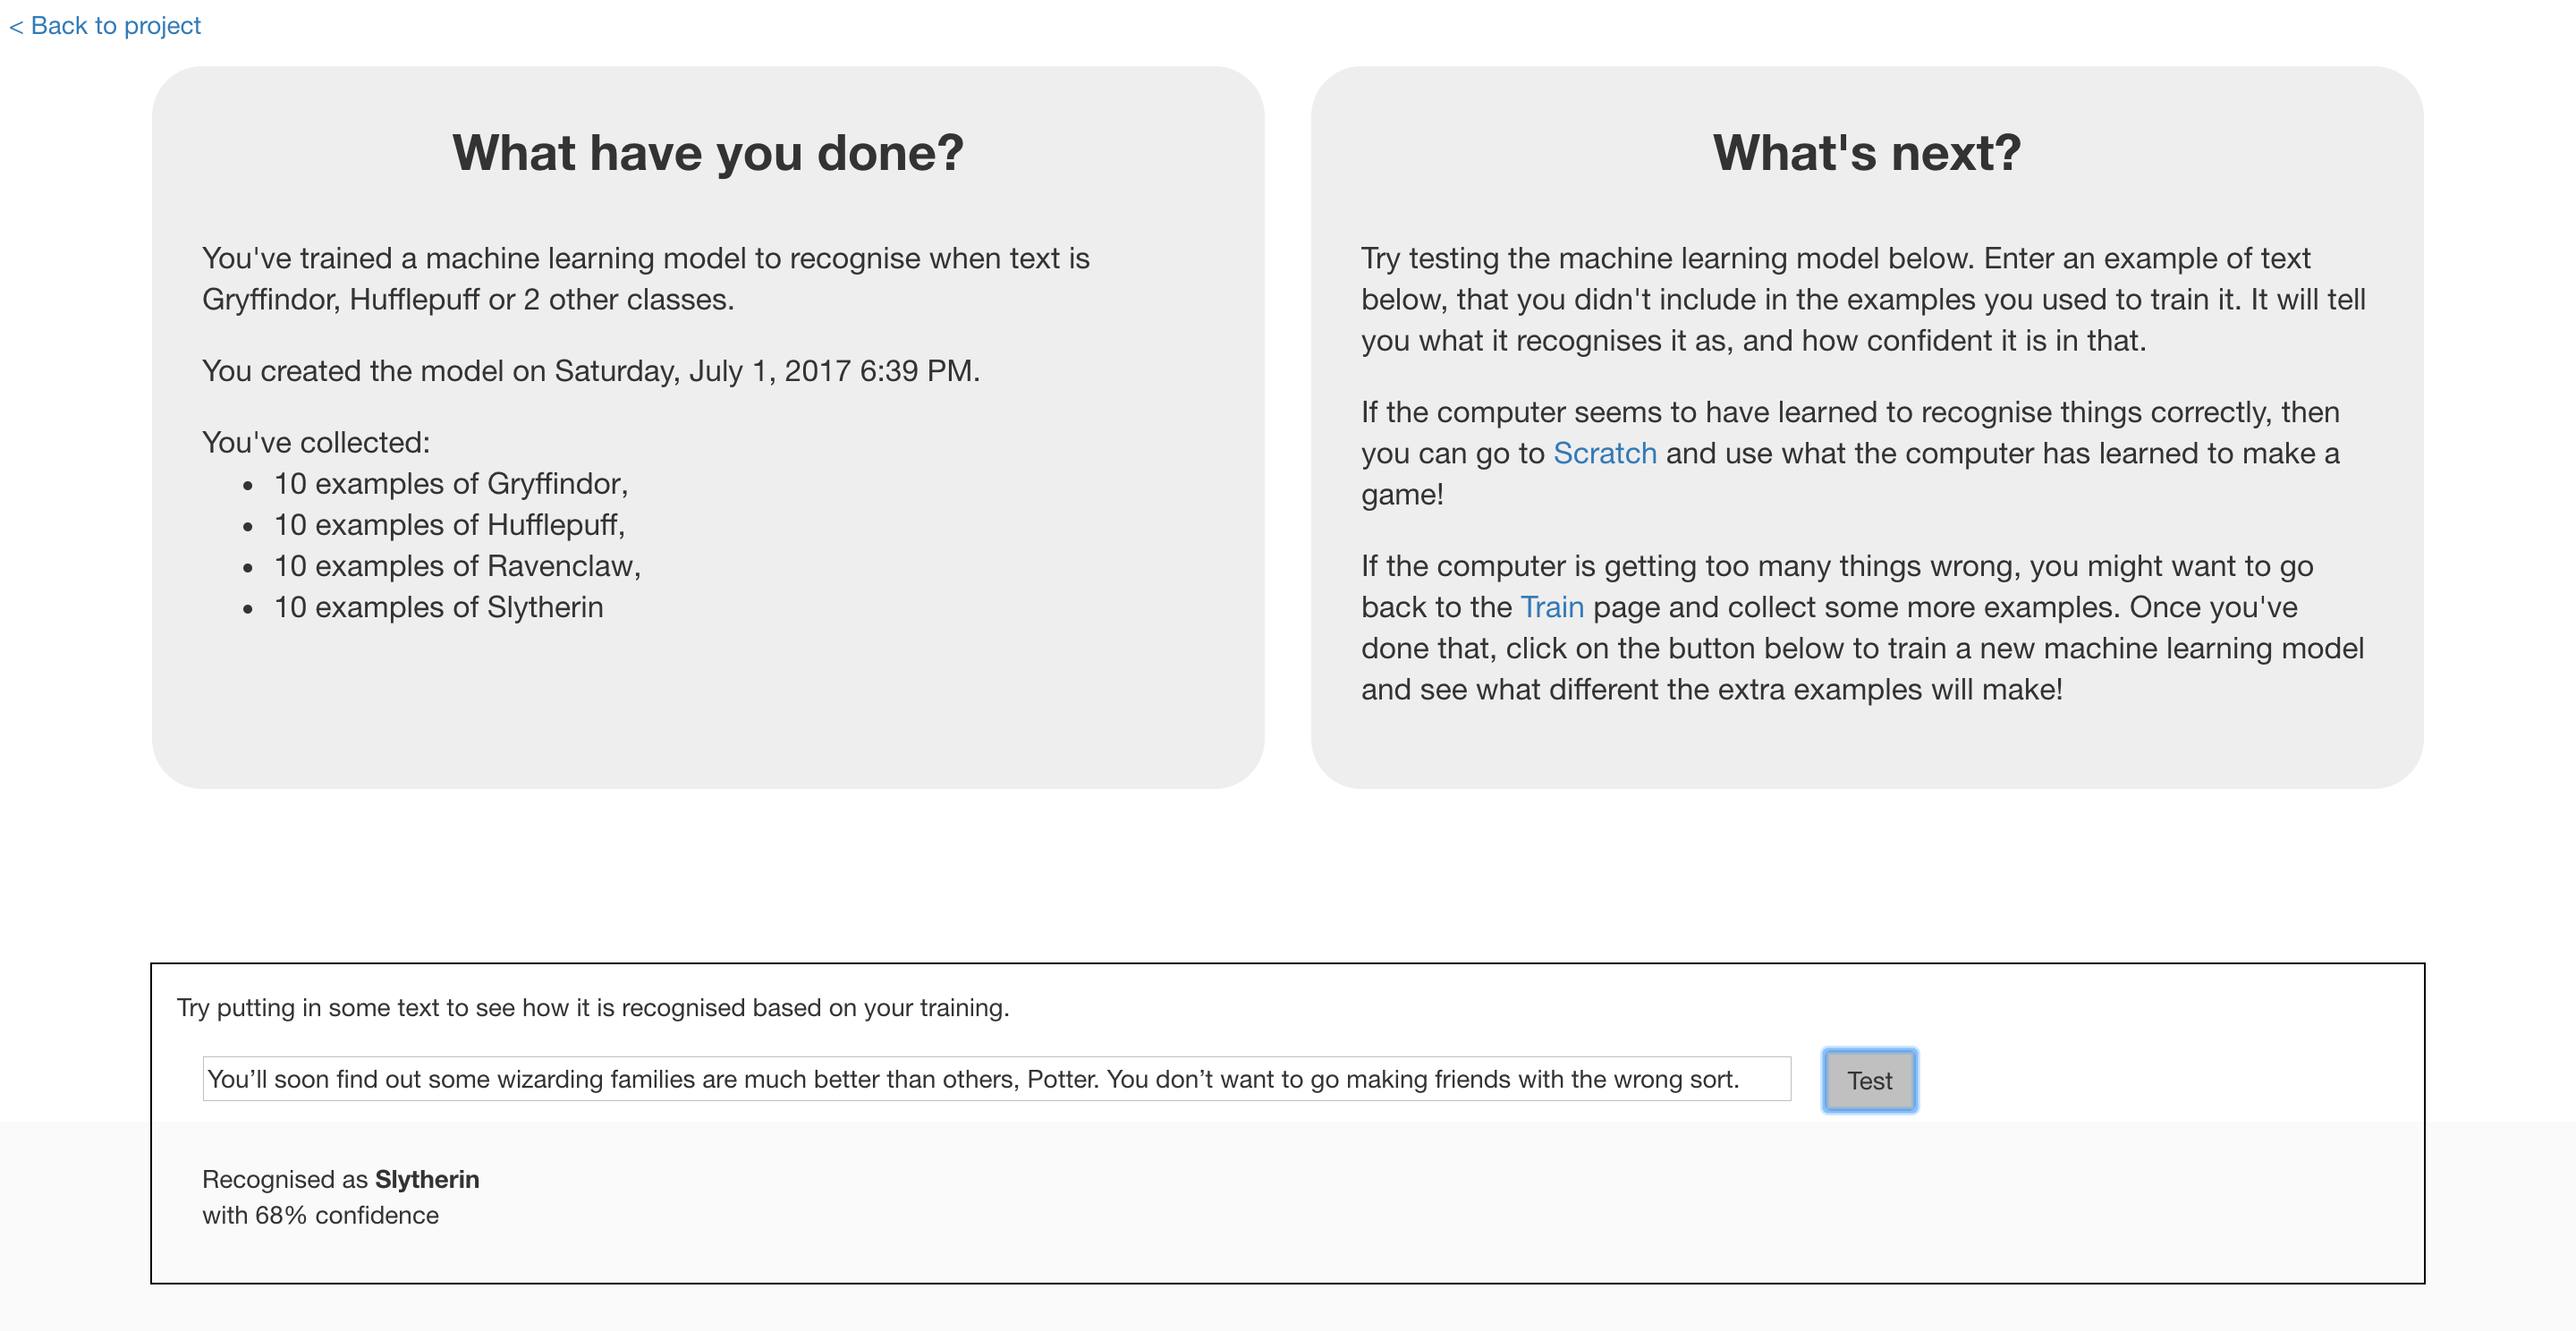 < Back to project
What have you done?
You've trained a machine learning model to recognise when text is
Gryffindor, Hufflepuff or 2 other classes.
You created the model on Saturday, July 1, 2017 6:39 PM.
You've collected:
• 10 examples of Gryffindor,
• 10 examples of Hufflepuff,
• 10 examples of Ravenclaw,
• 10 examples of Slytherin
What's next?
Try testing the machine learning model below. Enter an example of text
below, that you didn't include in the examples you used to train it. It will tell
you what it recognises it as, and how confident it is in that.
If the computer seems to have learned to recognise things correctly, then
you can go to Scratch and use what the computer has learned to make a
game!
If the computer is getting too many things wrong, you might want to go
back to the Train page and collect some more examples. Once you've
done that, click on the button below to train a new machine learning model
and see what different the extra examples will make!
Try putting in some text to see how it is recognised based on your training.
You’ll soon find out some wizarding families are much better than others, Potter. You don’t want to go making friends with the wrong sort.
Test
Recognised as Slytherin
with 68% confidence